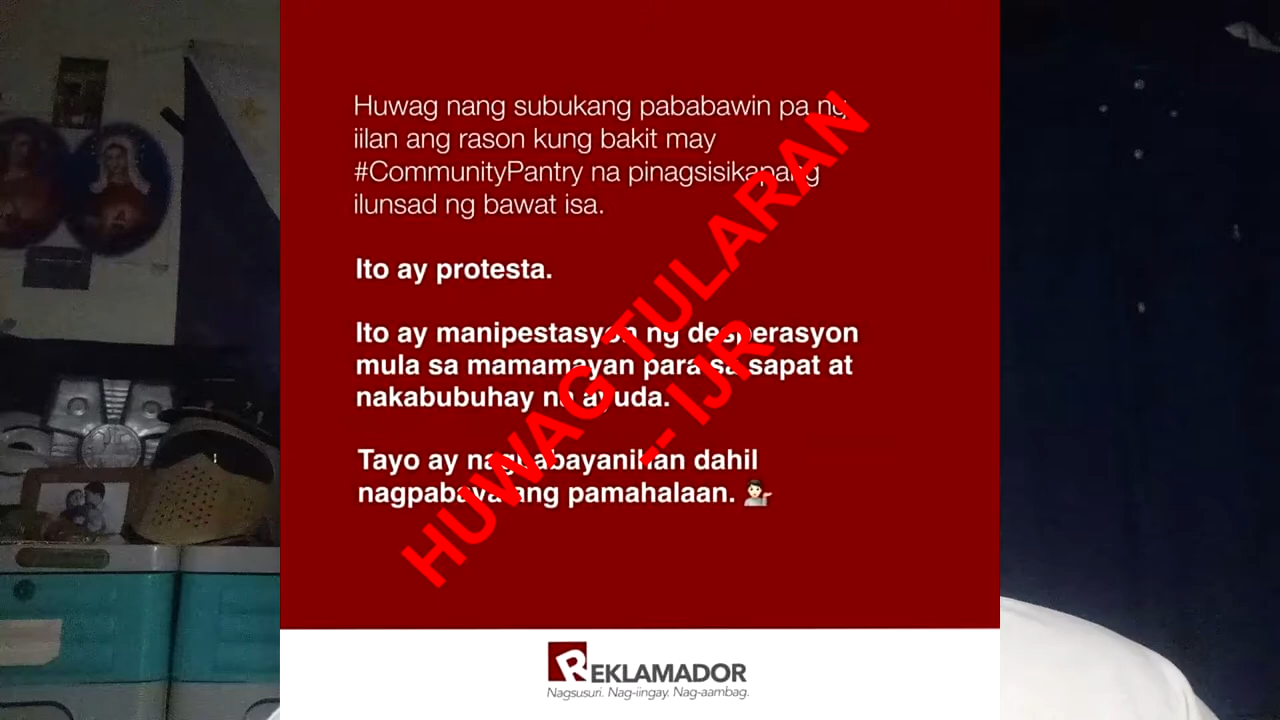 Huwag nang subukang pababawin pa ng
iilan ang rason kung bakit may
#CommunityPantry na pinagsisikapang
ilunsad ng bawat isa.
Ito ay protesta.
Ito ay manipestasyon ng desperasyon
mula sa mamamayan para sa sapat at
nakabubuhay na ayuda.
Tayo ay nagbabayanihan dahil
nagpabaya ang pamahalaan.
HUWAG TULARAN
-- IJR
REKLAMADOR
Nagsusuri. Nag-iingay. Nag-aambag.